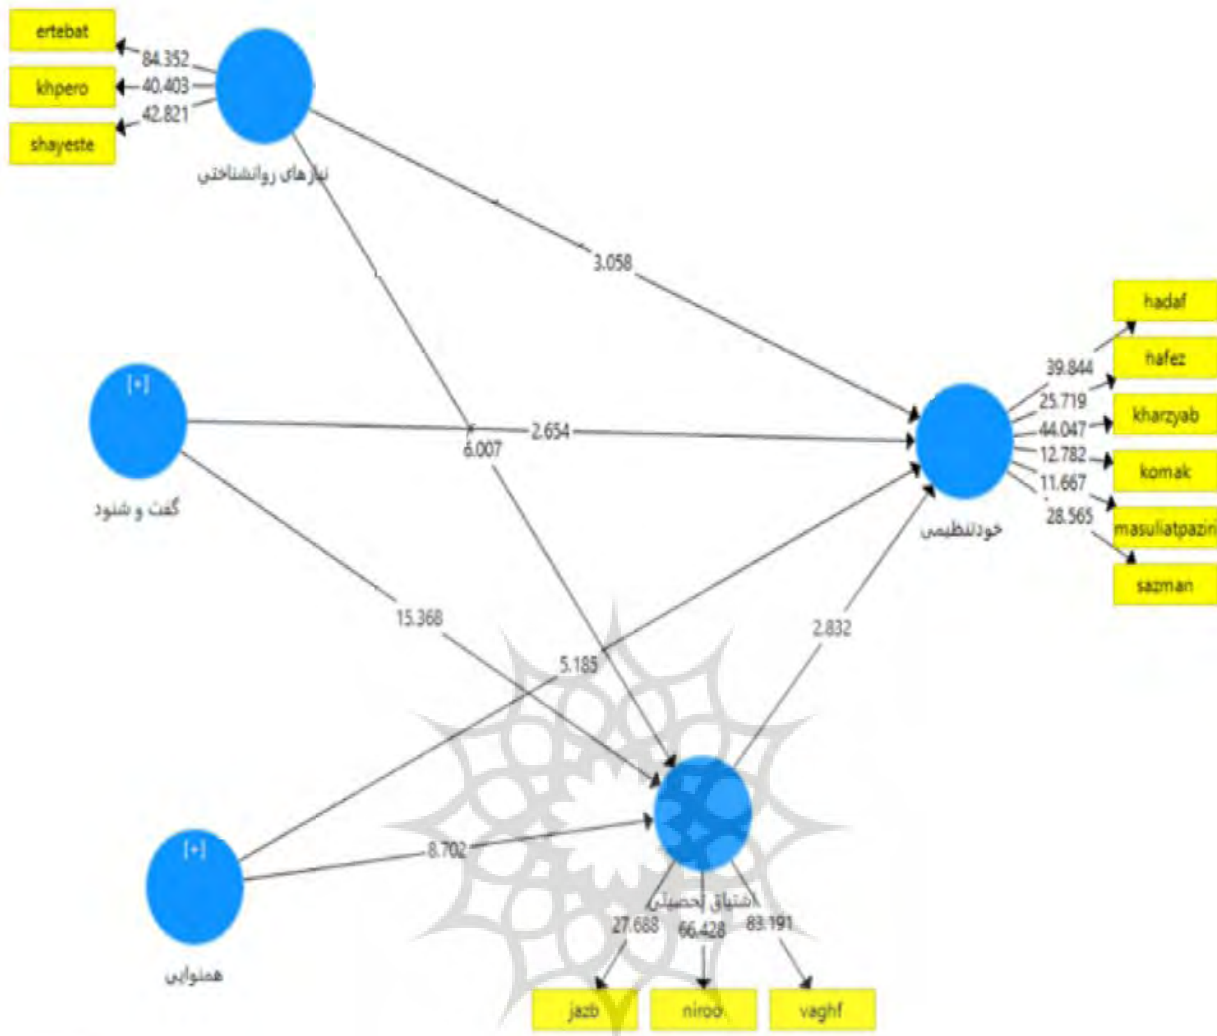 ertebat
84.352
khpero
40.403
42.821
shayeste
نیازهای روانشناختی
3.058
hadaf
39.844
hafez
25.719
[+]
kharzyab
44.047
2.654
12.782
6.007
komak
11.667
گفت و شنود
28.565
masuliatpaziri
خودتنظیمی
sazman
15.368
2.832
5.185
[+]
8.702
اشتیاق تحصیلی
27.688
66.428
83.191
همنوایی
jazb
niroo
vaghf